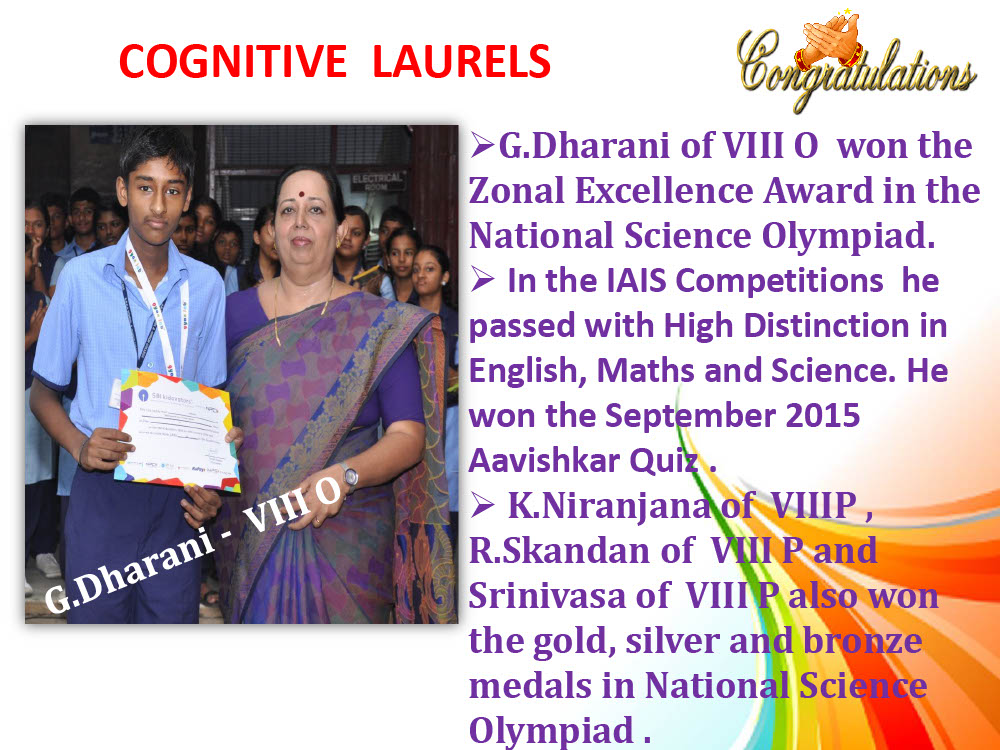 COGNITIVE LAURELS
Congratulations
ELECTRICAL
ROOM
G.Dharani - VIII O
➢G.Dharani of VIII O won the
Zonal Excellence Award in the
National Science Olympiad.
➢ In the IAIS Competitions he
passed with High Distinction in
English, Maths and Science. He
won the September 2015
Aavishkar Quiz .
➢ K.Niranjana of VIIIP ,
R.Skandan of VIII P and
Srinivasa of VIII P also won
the gold, silver and bronze
medals in National Science
Olympiad .